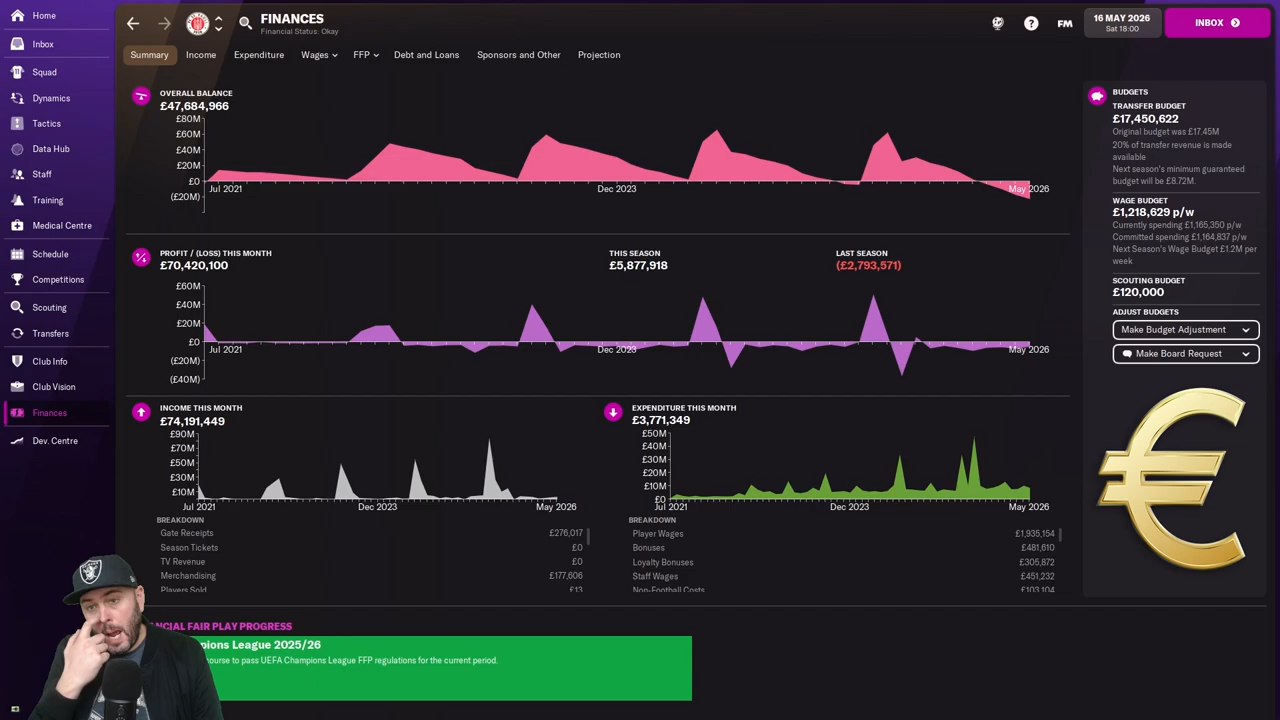 Home
Inbox
Squad
Dynamics
Tactics
Data Hub
Staff
Training
Medical Centre
Schedule
Competitions
Scouting
Transfers
Club Info
Club Vision
Finances
Dev. Centre
FINANCES
Financial Status: Okay
FM
16 MAY 2026
Sat 18:00
INBOX
Summary
Income
Expenditure
Wages
FFP
Debt and Loans
Sponsors and Other
Projection
OVERALL BALANCE
£47,684,966
£80M
£60M
£40M
£20M
£0
(£20M)
Jul 2021
Dec 2023
May 2026
PROFIT / (LOSS) THIS MONTH
£70,420,100
THIS SEASON
£5,877,918
LAST SEASON
(£2,793,571)
£60M
£40M
£20M
£0
(£20M)
(£40M)
Jul 2021
Dec 2023
May 2026
INCOME THIS MONTH
£74,191,449
£90M
£70M
£50M
£30M
£10M
Jul 2021
Dec 2023
May 2026
BREAKDOWN
Gate Receipts £276,017
Season Tickets £0
TV Revenue £0
Merchandising £177,606
Players Sold £13
EXPENDITURE THIS MONTH
£3,771,349
£50M
£40M
£30M
£20M
£10M
£0
Jul 2021
Dec 2023
May 2026
BREAKDOWN
Player Wages £1,935,154
Bonuses £481,610
Loyalty Bonuses £305,872
Staff Wages £451,232
Non-Football Costs £103,104
NCIAL FAIR PLAY PROGRESS
pions League 2025/26
ourse to pass UEFA Champions League FFP regulations for the current period.
BUDGETS
TRANSFER BUDGET
£17,450,622
Original budget was £17.45M
20% of transfer revenue is made
available
Next season's minimum guaranteed
budget will be £8.72M.
WAGE BUDGET
£1,218,629 p/w
Currently spending £1,165,350 p/w
Committed spending £1,164,837 p/w
Next Season's Wage Budget £1.2M per
week
SCOUTING BUDGET
£120,000
ADJUST BUDGETS
Make Budget Adjustment
Make Board Request